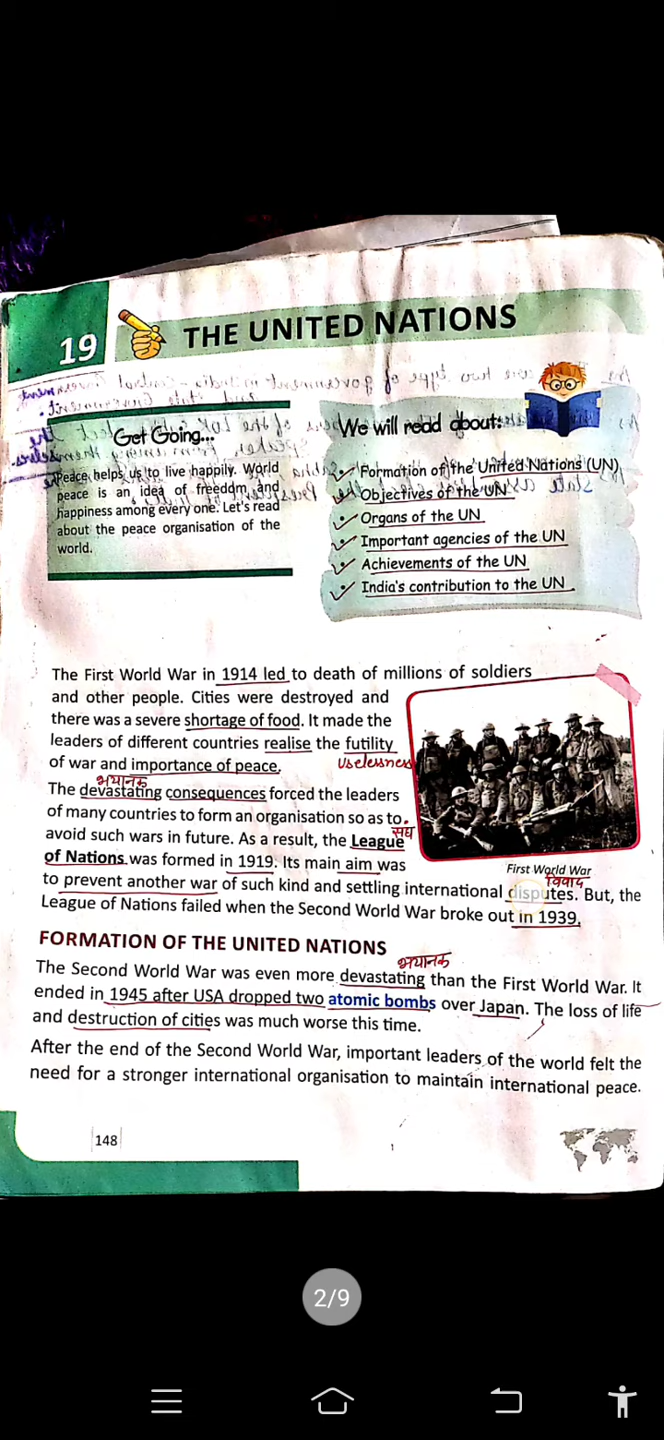 19
THE UNITED NATIONS
Get Going...
Peace helps us to live happily. World
peace is an idea of freedom and
happiness among every one. Let's read
about the peace organisation of the
world.
We will read about:
Formation of the United Nations (UN)
Objectives of the UN
Organs of the UN
Important agencies of the UN
Achievements of the UN
India's contribution to the UN
The First World War in 1914 led to death of millions of soldiers
and other people. Cities were destroyed and
there was a severe shortage of food. It made the
leaders of different countries realise the futility
of war and importance of peace.
uselessness
भयानक
The devastating consequences forced the leaders
of many countries to form an organisation so as to
संघ
avoid such wars in future. As a result, the League
of Nations was formed in 1919. Its main aim was
First World War
विवाद
to prevent another war of such kind and settling international disputes. But, the
League of Nations failed when the Second World War broke out in 1939.
FORMATION OF THE UNITED NATIONS
भयानक
The Second World War was even more devastating than the First World War. It
ended in 1945 after USA dropped two atomic bombs over Japan. The loss of life
and destruction of cities was much worse this time.
After the end of the Second World War, important leaders of the world felt the
need for a stronger international organisation to maintain international peace.
148
2/9